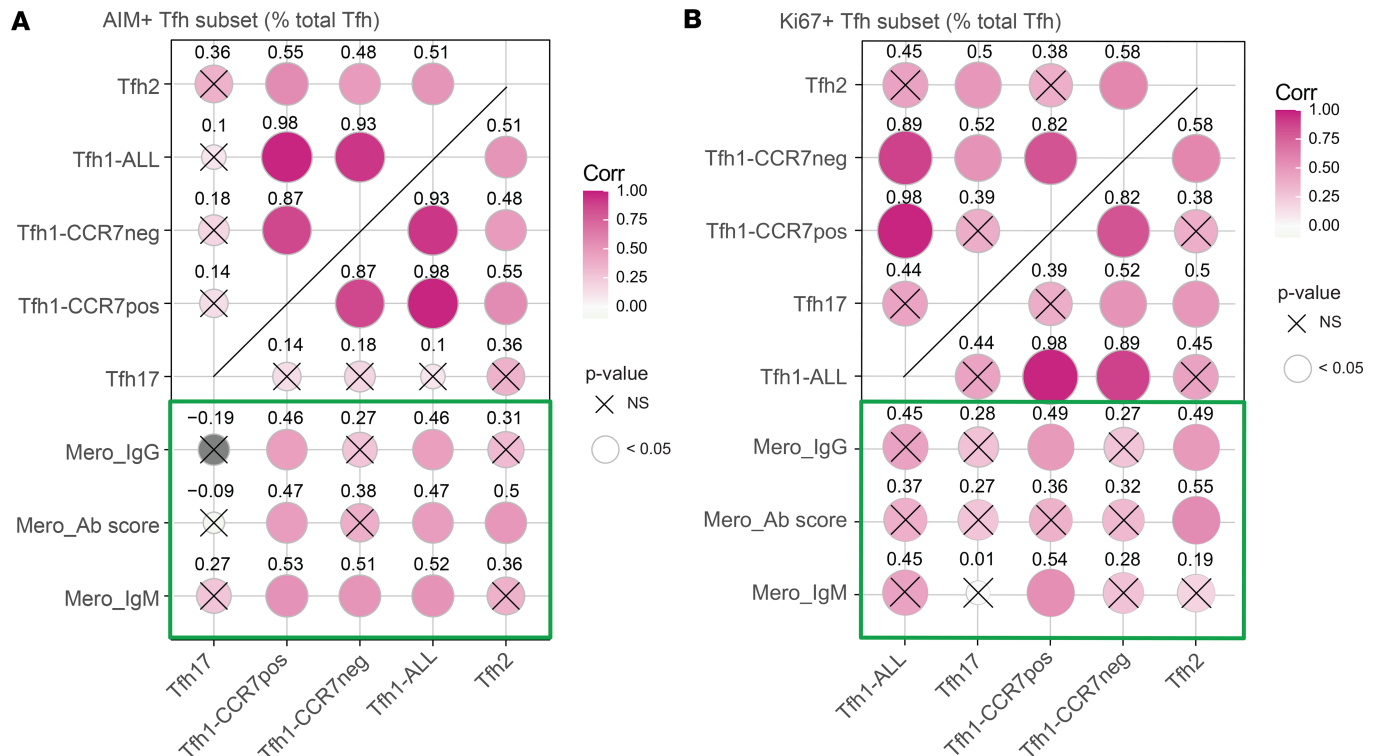 A
AIM+ Tfh subset (% total Tfh)
0.36 0.55 0.48 0.51
Tfh2
0.1 0.98 0.93 0.51
Tfh1-ALL
0.18 0.87 0.93 0.48
Tfh1-CCR7neg
0.14 0.87 0.98 0.55
Tfh1-CCR7pos
0.14 0.18 0.1 0.36
Tfh17
−0.19 0.46 0.27 0.46 0.31
Mero_IgG
−0.09 0.47 0.38 0.47 0.5
Mero_Ab score
0.27 0.53 0.51 0.52 0.36
Mero_IgM
Tfh17
Tfh1-CCR7pos
Tfh1-CCR7neg
Tfh1-ALL
Tfh2
Corr
1.00
0.75
0.50
0.25
0.00
p-value
NS
< 0.05
B
Ki67+ Tfh subset (% total Tfh)
0.45 0.5 0.38 0.58
Tfh2
0.89 0.52 0.82 0.58
Tfh1-CCR7neg
0.98 0.39 0.82 0.38
Tfh1-CCR7pos
0.44 0.39 0.52 0.5
Tfh17
0.44 0.98 0.89 0.45
Tfh1-ALL
0.45 0.28 0.49 0.27 0.49
Mero_IgG
0.37 0.27 0.36 0.32 0.55
Mero_Ab score
0.45 0.01 0.54 0.28 0.19
Mero_IgM
Tfh1-ALL
Tfh17
Tfh1-CCR7pos
Tfh1-CCR7neg
Tfh2
Corr
1.00
0.75
0.50
0.25
0.00
p-value
NS
< 0.05